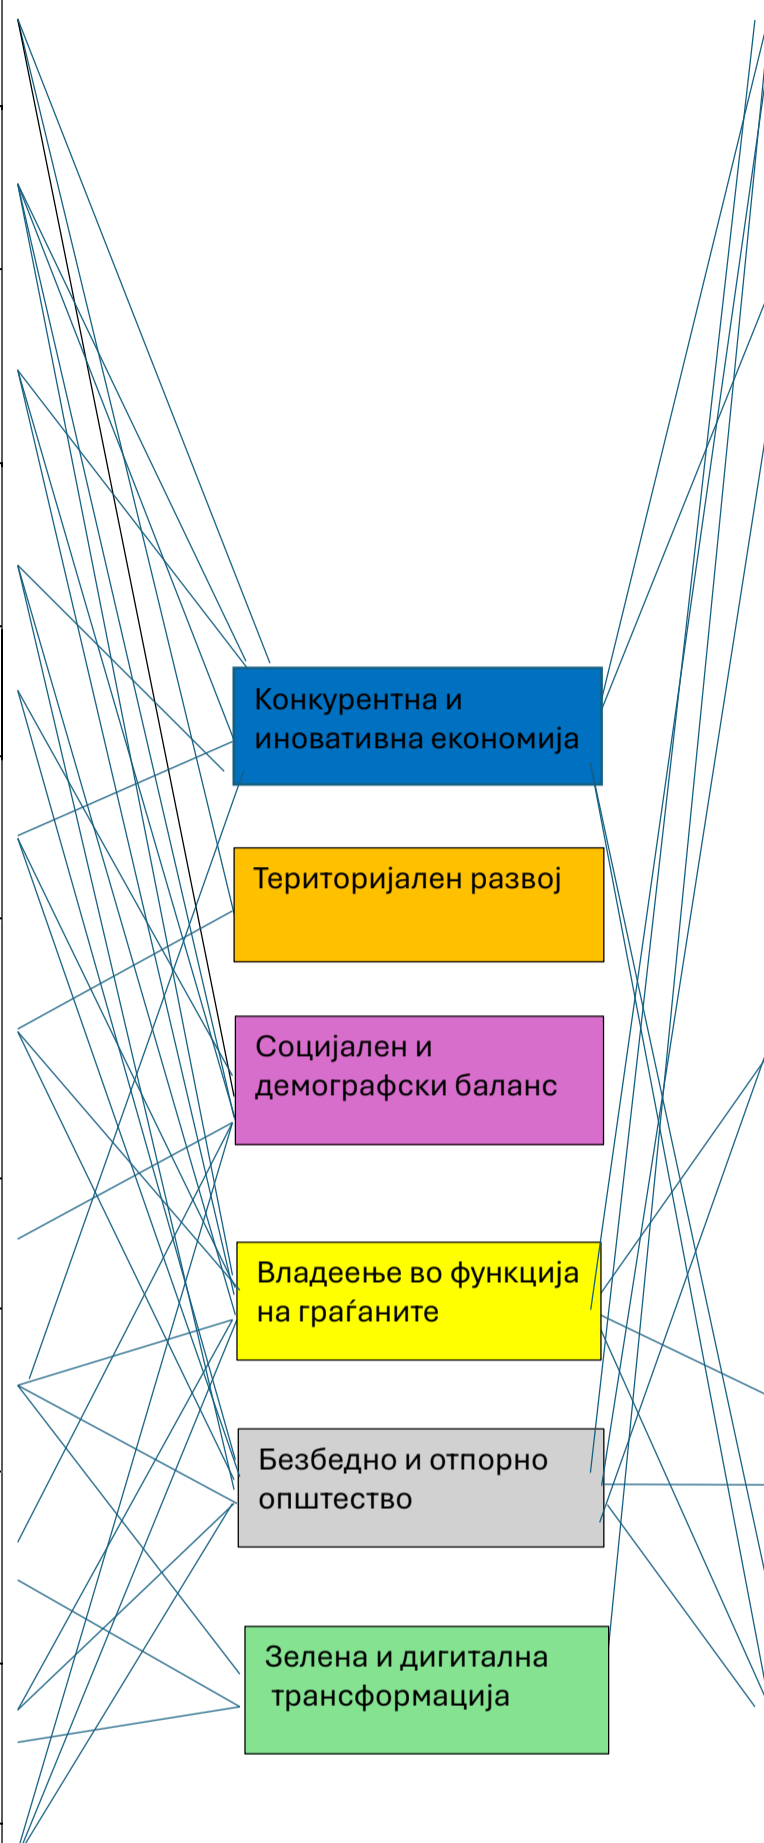 Конкурентна и
иновативна економија
Територијален развој
Социјален и
демографски баланс
Владеење во функција
на граѓаните
Безбедно и отпорно
општество
Зелена и дигитална
трансформација